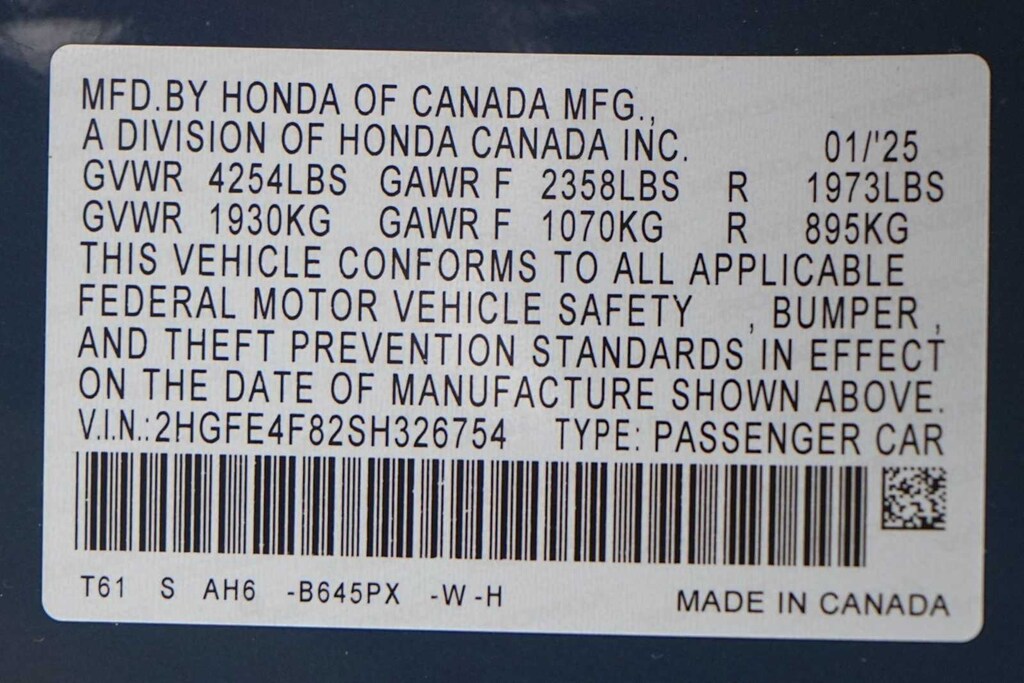 MFD.BY HONDA OF CANADA MFG.,
A DIVISION OF HONDA CANADA INC. 01/'25
GVWR 4254LBS GAWR F 2358LBS R 1973LBS
GVWR 1930KG GAWR F 1070KG R 895KG
THIS VEHICLE CONFORMS TO ALL APPLICABLE
FEDERAL MOTOR VEHICLE SAFETY , BUMPER ,
AND THEFT PREVENTION STANDARDS IN EFFECT
ON THE DATE OF MANUFACTURE SHOWN ABOVE.
V.I.N.:2HGFE4F82SH326754 TYPE: PASSENGER CAR
T61 S AH6 -B645PX -W -H MADE IN CANADA